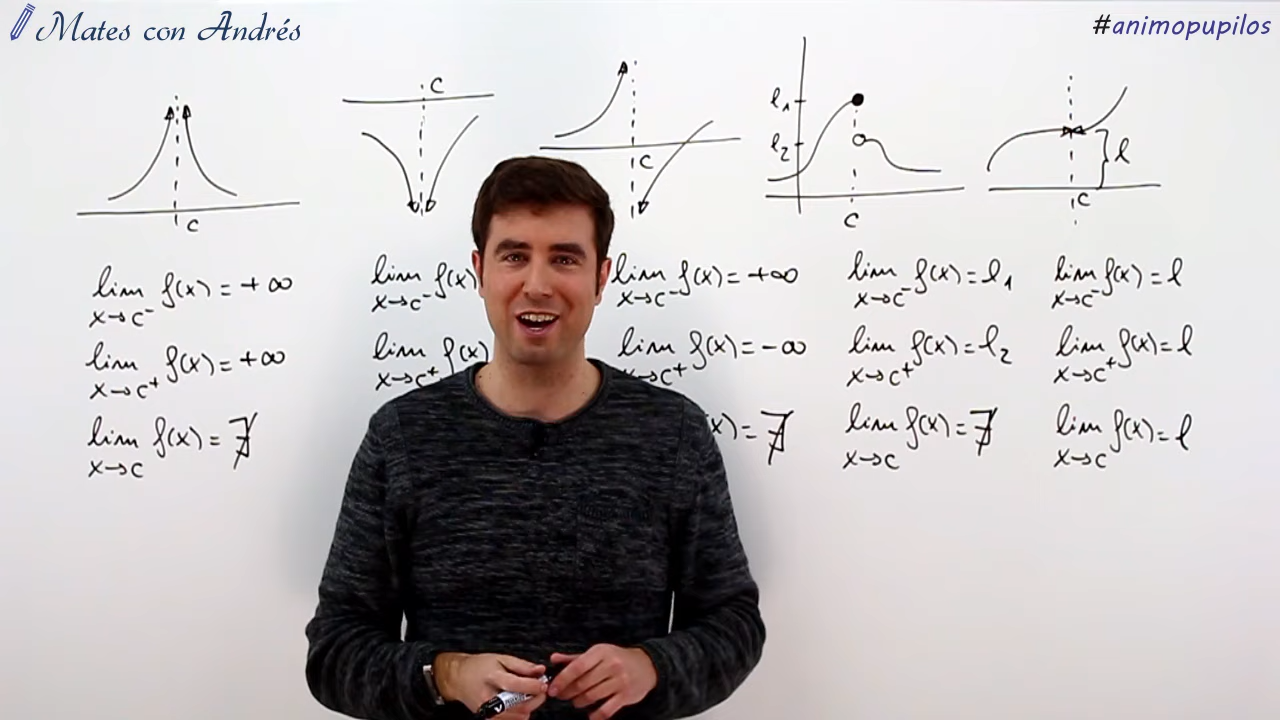 Mates con Andrés
#animopupilos
c
c
c
l₁
l₂
c
l
c
lim f(x) = +∞
x→c⁻
lim f(x)
x→c⁻
lim f(x) = +∞
x→c⁻
lim f(x) = l₁
x→c⁻
lim f(x) = l
x→c⁻
lim f(x) = +∞
x→c⁺
lim f(x)
x→c⁺
lim f(x) = -∞
x→c⁺
lim f(x) = l₂
x→c⁺
lim f(x) = l
x→c⁺
lim f(x) = ∄
x→c
(x) = ∄
lim f(x) = ∄
x→c
lim f(x) = l
x→c